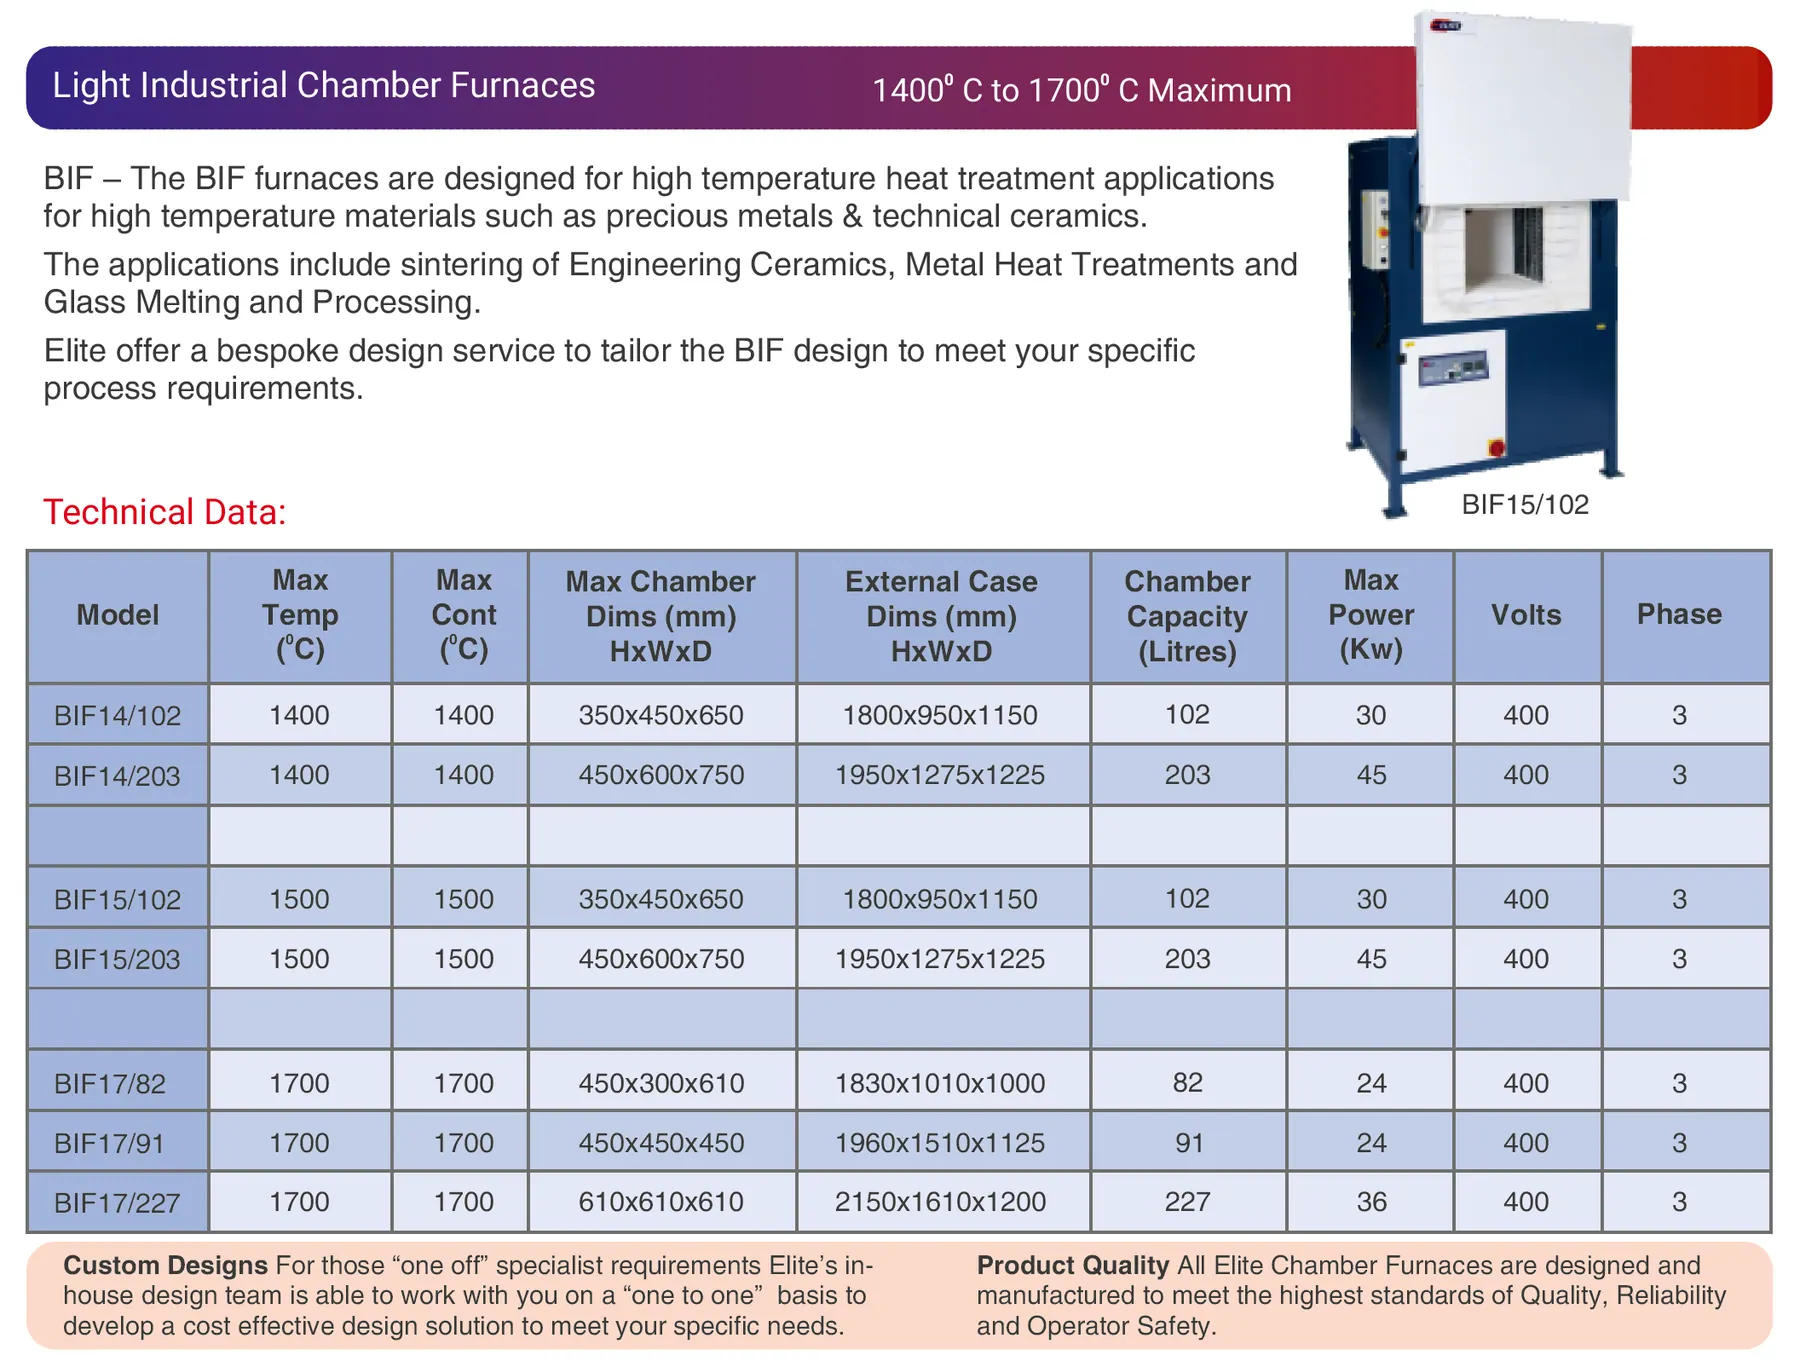 Light Industrial Chamber Furnaces 1400⁰ C to 1700⁰ C Maximum
BIF – The BIF furnaces are designed for high temperature heat treatment applications
for high temperature materials such as precious metals & technical ceramics.
The applications include sintering of Engineering Ceramics, Metal Heat Treatments and
Glass Melting and Processing.
Elite offer a bespoke design service to tailor the BIF design to meet your specific
process requirements.
BIF15/102
Technical Data:
Model Max Temp (⁰C) Max Cont (⁰C) Max Chamber Dims (mm) HxWxD External Case Dims (mm) HxWxD Chamber Capacity (Litres) Max Power (Kw) Volts Phase
BIF14/102 1400 1400 350x450x650 1800x950x1150 102 30 400 3
BIF14/203 1400 1400 450x600x750 1950x1275x1225 203 45 400 3
BIF15/102 1500 1500 350x450x650 1800x950x1150 102 30 400 3
BIF15/203 1500 1500 450x600x750 1950x1275x1225 203 45 400 3
BIF17/82 1700 1700 450x300x610 1830x1010x1000 82 24 400 3
BIF17/91 1700 1700 450x450x450 1960x1510x1125 91 24 400 3
BIF17/227 1700 1700 610x610x610 2150x1610x1200 227 36 400 3
Custom Designs For those “one off” specialist requirements Elite’s in-
house design team is able to work with you on a “one to one” basis to
develop a cost effective design solution to meet your specific needs.
Product Quality All Elite Chamber Furnaces are designed and
manufactured to meet the highest standards of Quality, Reliability
and Operator Safety.